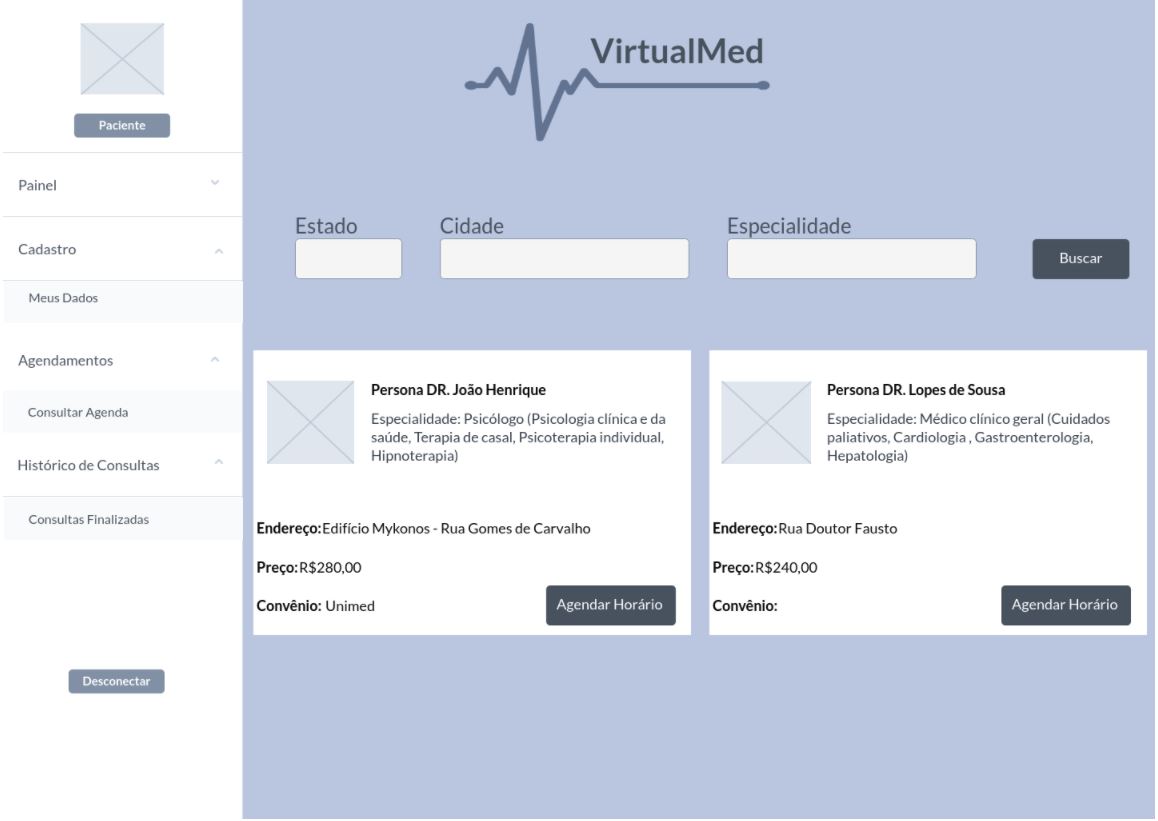 Paciente
Painel
Cadastro
Meus Dados
Agendamentos
Consultar Agenda
Histórico de Consultas
Consultas Finalizadas
Desconectar
VirtualMed
Estado
Cidade
Especialidade
Buscar
Persona DR. João Henrique
Especialidade: Psicólogo (Psicologia clínica e da
saúde, Terapia de casal, Psicoterapia individual,
Hipnoterapia)
Endereço:Edifício Mykonos - Rua Gomes de Carvalho
Preço:R$280,00
Convênio: Unimed
Agendar Horário
Persona DR. Lopes de Sousa
Especialidade: Médico clínico geral (Cuidados
paliativos, Cardiologia , Gastroenterologia,
Hepatologia)
Endereço:Rua Doutor Fausto
Preço:R$240,00
Convênio:
Agendar Horário